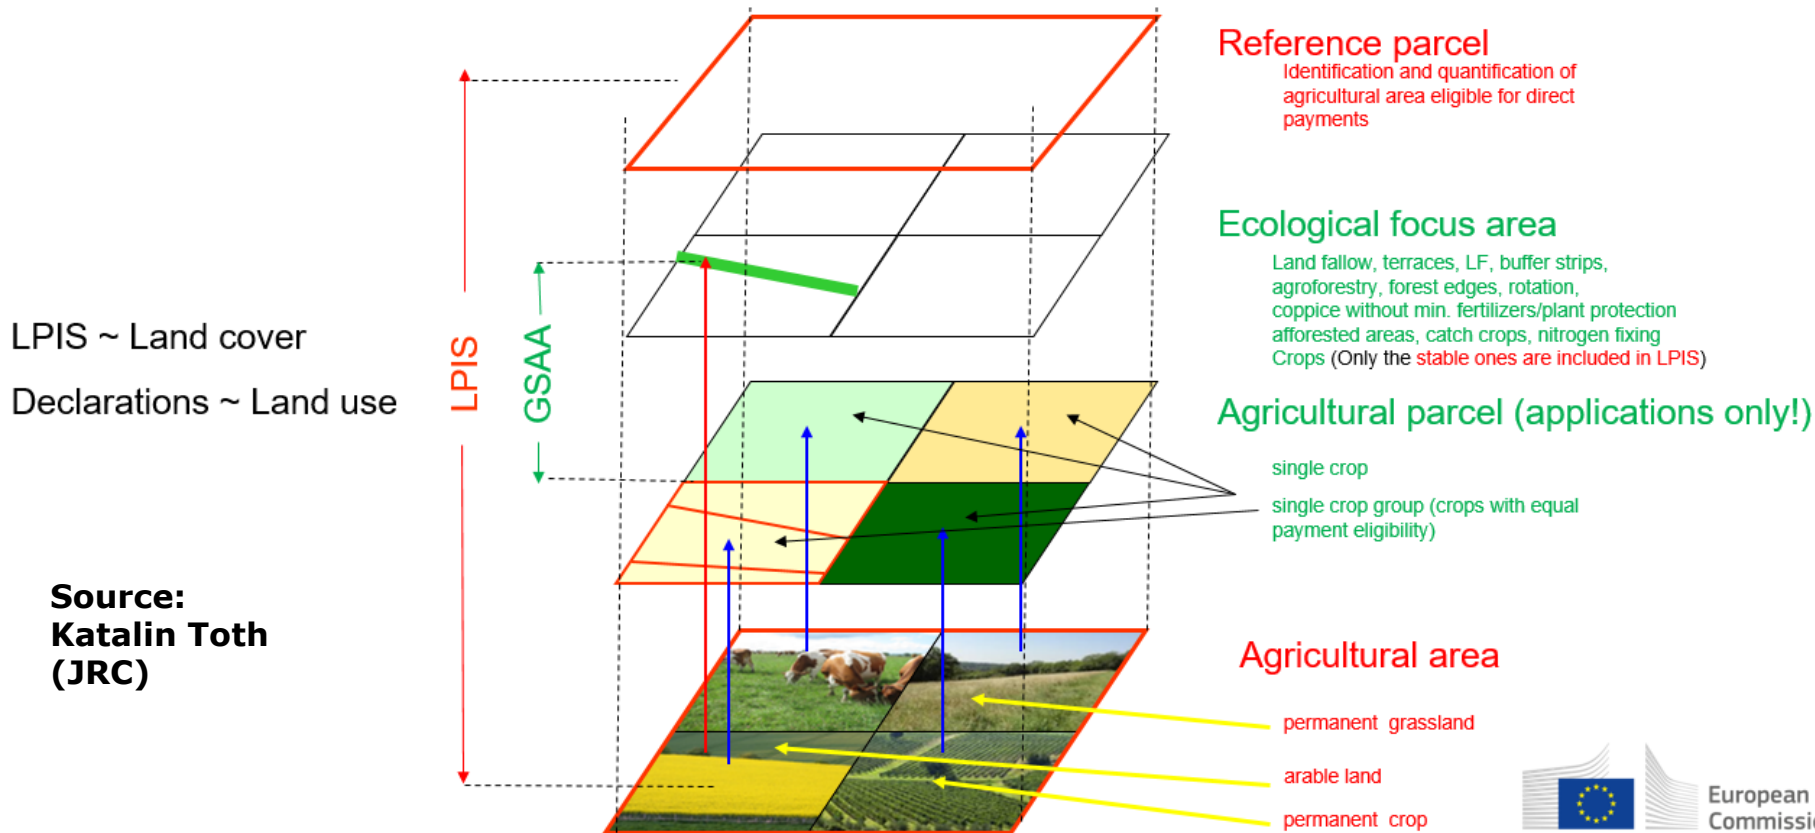 Reference parcel
Identification and quantification of
agricultural area eligible for direct
payments
Ecological focus area
Land fallow, terraces, LF, buffer strips,
agroforestry, forest edges, rotation,
coppice without min. fertilizers/plant protection
afforested areas, catch crops, nitrogen fixing
Crops (Only the stable ones are included in LPIS)
LPIS ~ Land cover
Declarations ~ Land use
LPIS
GSAA
Agricultural parcel (applications only!)
single crop
single crop group (crops with equal
payment eligibility)
Source:
Katalin Toth
(JRC)
Agricultural area
permanent grassland
arable land
permanent crop
European
Commissi